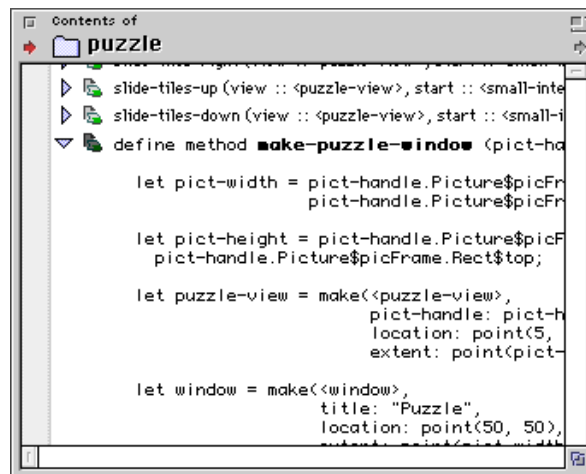 Contents of
puzzle
slide-tiles-up (view :: <puzzle-view>, start :: <small-inte
slide-tiles-down (view :: <puzzle-view>, start :: <small-i
define method make-puzzle-window (pict-ha
let pict-width = pict-handle.Picture$picFr
pict-handle.Picture$picFr
let pict-height = pict-handle.Picture$picF
pict-handle.Picture$picFrame.Rect$top;
let puzzle-view = make(<puzzle-view>,
pict-handle: pict-h
location: point(5,
extent: point(pict-
let window = make(<window>,
title: "Puzzle",
location: point(50, 50),